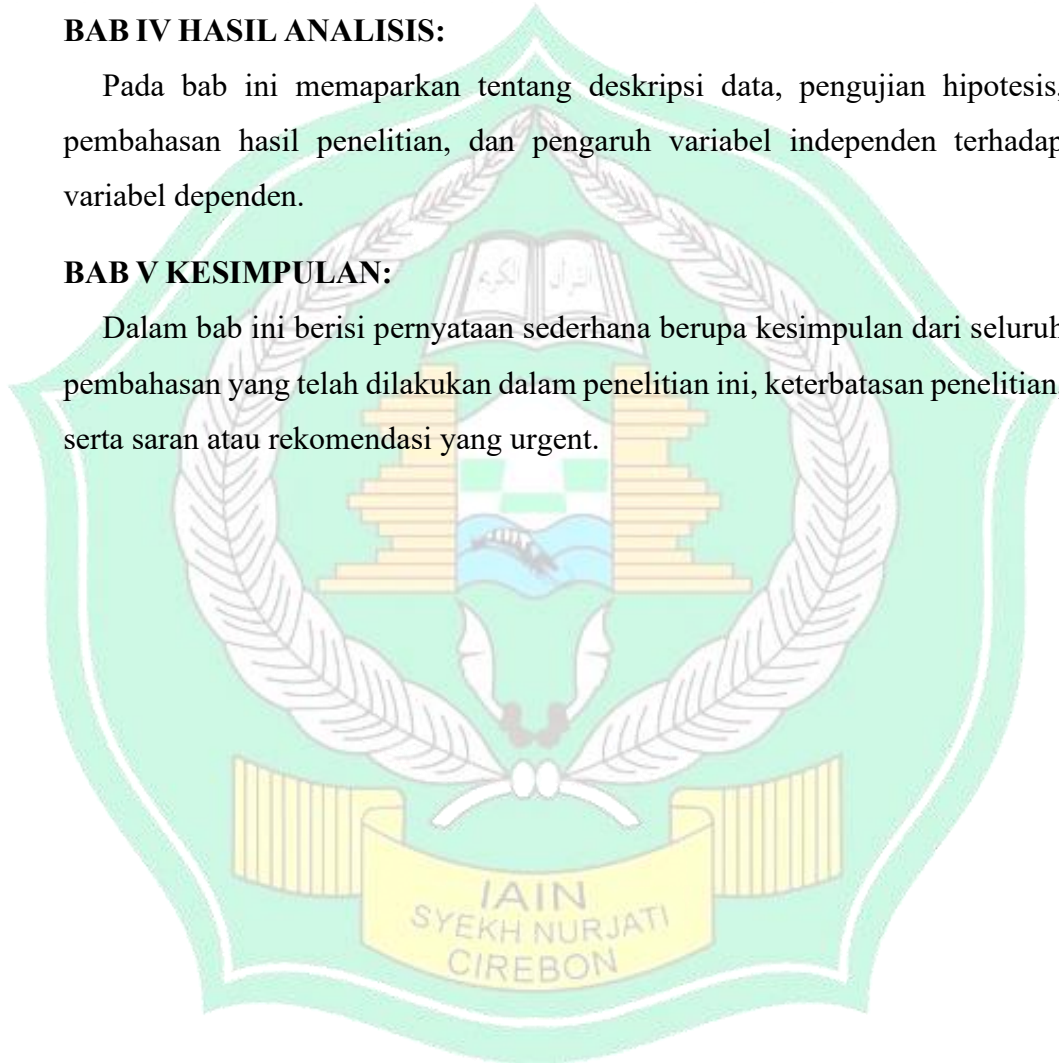 BAB IV HASIL ANALISIS:
Pada bab ini memaparkan tentang deskripsi data, pengujian hipotesis,
pembahasan hasil penelitian, dan pengaruh variabel independen terhadap
variabel dependen.
BAB V KESIMPULAN:
القرآن
الكريم
Dalam bab ini berisi pernyataan sederhana berupa kesimpulan dari seluruh
pembahasan yang telah dilakukan dalam penelitian ini, keterbatasan penelitian
serta saran atau rekomendasi yang urgent.
IAIN
SYEKH NURJATI
CIREBON